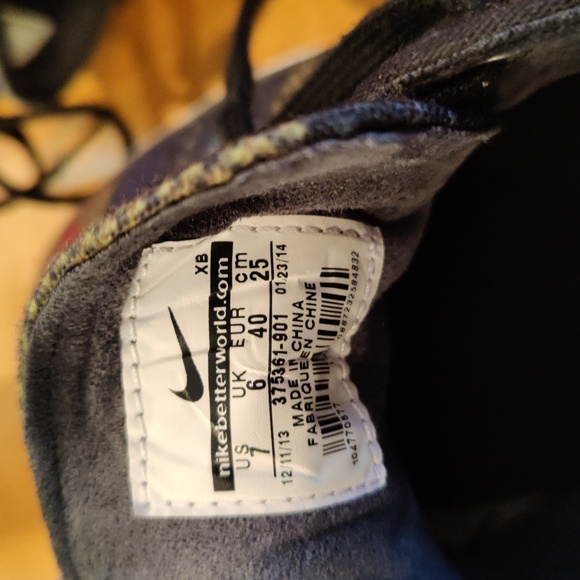 XB
nikebetterworld.com
US UK EUR cm
7 6 40 25
375361-901
12/11/13 01/23/14
MADE IN CHINA
FABRIQUE EN CHINE